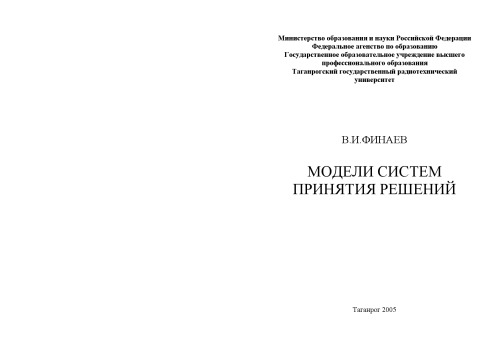 Министерство образования и науки Российской Федерации
Федеральное агенство по образованию
Государственное образовательное учреждение высшего
профессионального образования
Таганрогский государственный радиотехнический
университет
В.И.ФИНАЕВ
МОДЕЛИ СИСТЕМ
ПРИНЯТИЯ РЕШЕНИЙ
Таганрог 2005